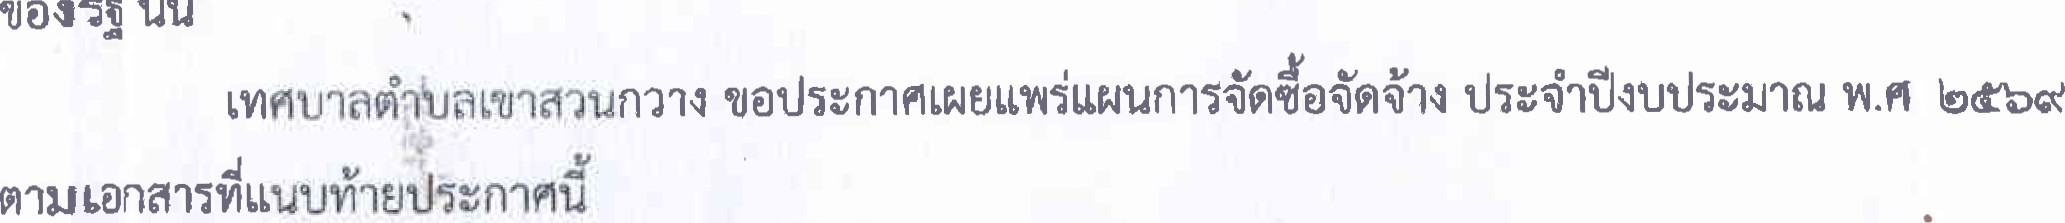 ของรัฐ นั้น
เทศบาลตำบลเขาสวนกวาง ขอประกาศเผยแพร่แผนการจัดซื้อจัดจ้าง ประจำปีงบประมาณ พ.ศ ๒๕๖๙
ตามเอกสารที่แนบท้ายประกาศนี้